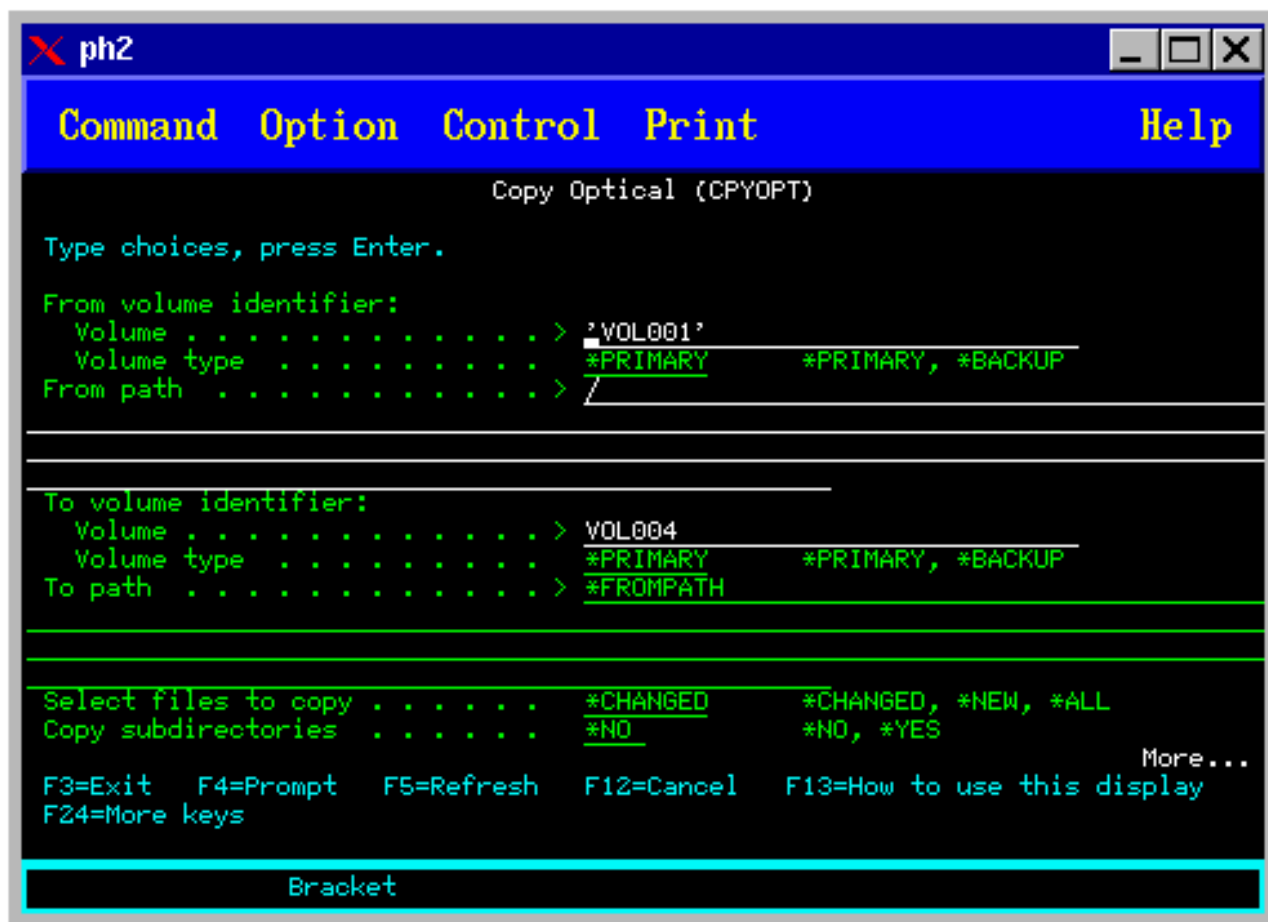 ph2
Command Option Control Print Help
Copy Optical (CPYOPT)
Type choices, press Enter.
From volume identifier:
Volume . . . . . . . . . . . . . > 'VOL001'
Volume type . . . . . . . . . *PRIMARY *PRIMARY, *BACKUP
From path . . . . . . . . . . . > /
To volume identifier:
Volume . . . . . . . . . . . . . > VOL004
Volume type . . . . . . . . . *PRIMARY *PRIMARY, *BACKUP
To path . . . . . . . . . . . . > *FROMPATH
Select files to copy . . . . . . *CHANGED *CHANGED, *NEW, *ALL
Copy subdirectories . . . . . . *NO *NO, *YES
More...
F3=Exit F4=Prompt F5=Refresh F12=Cancel F13=How to use this display
F24=More keys
Bracket